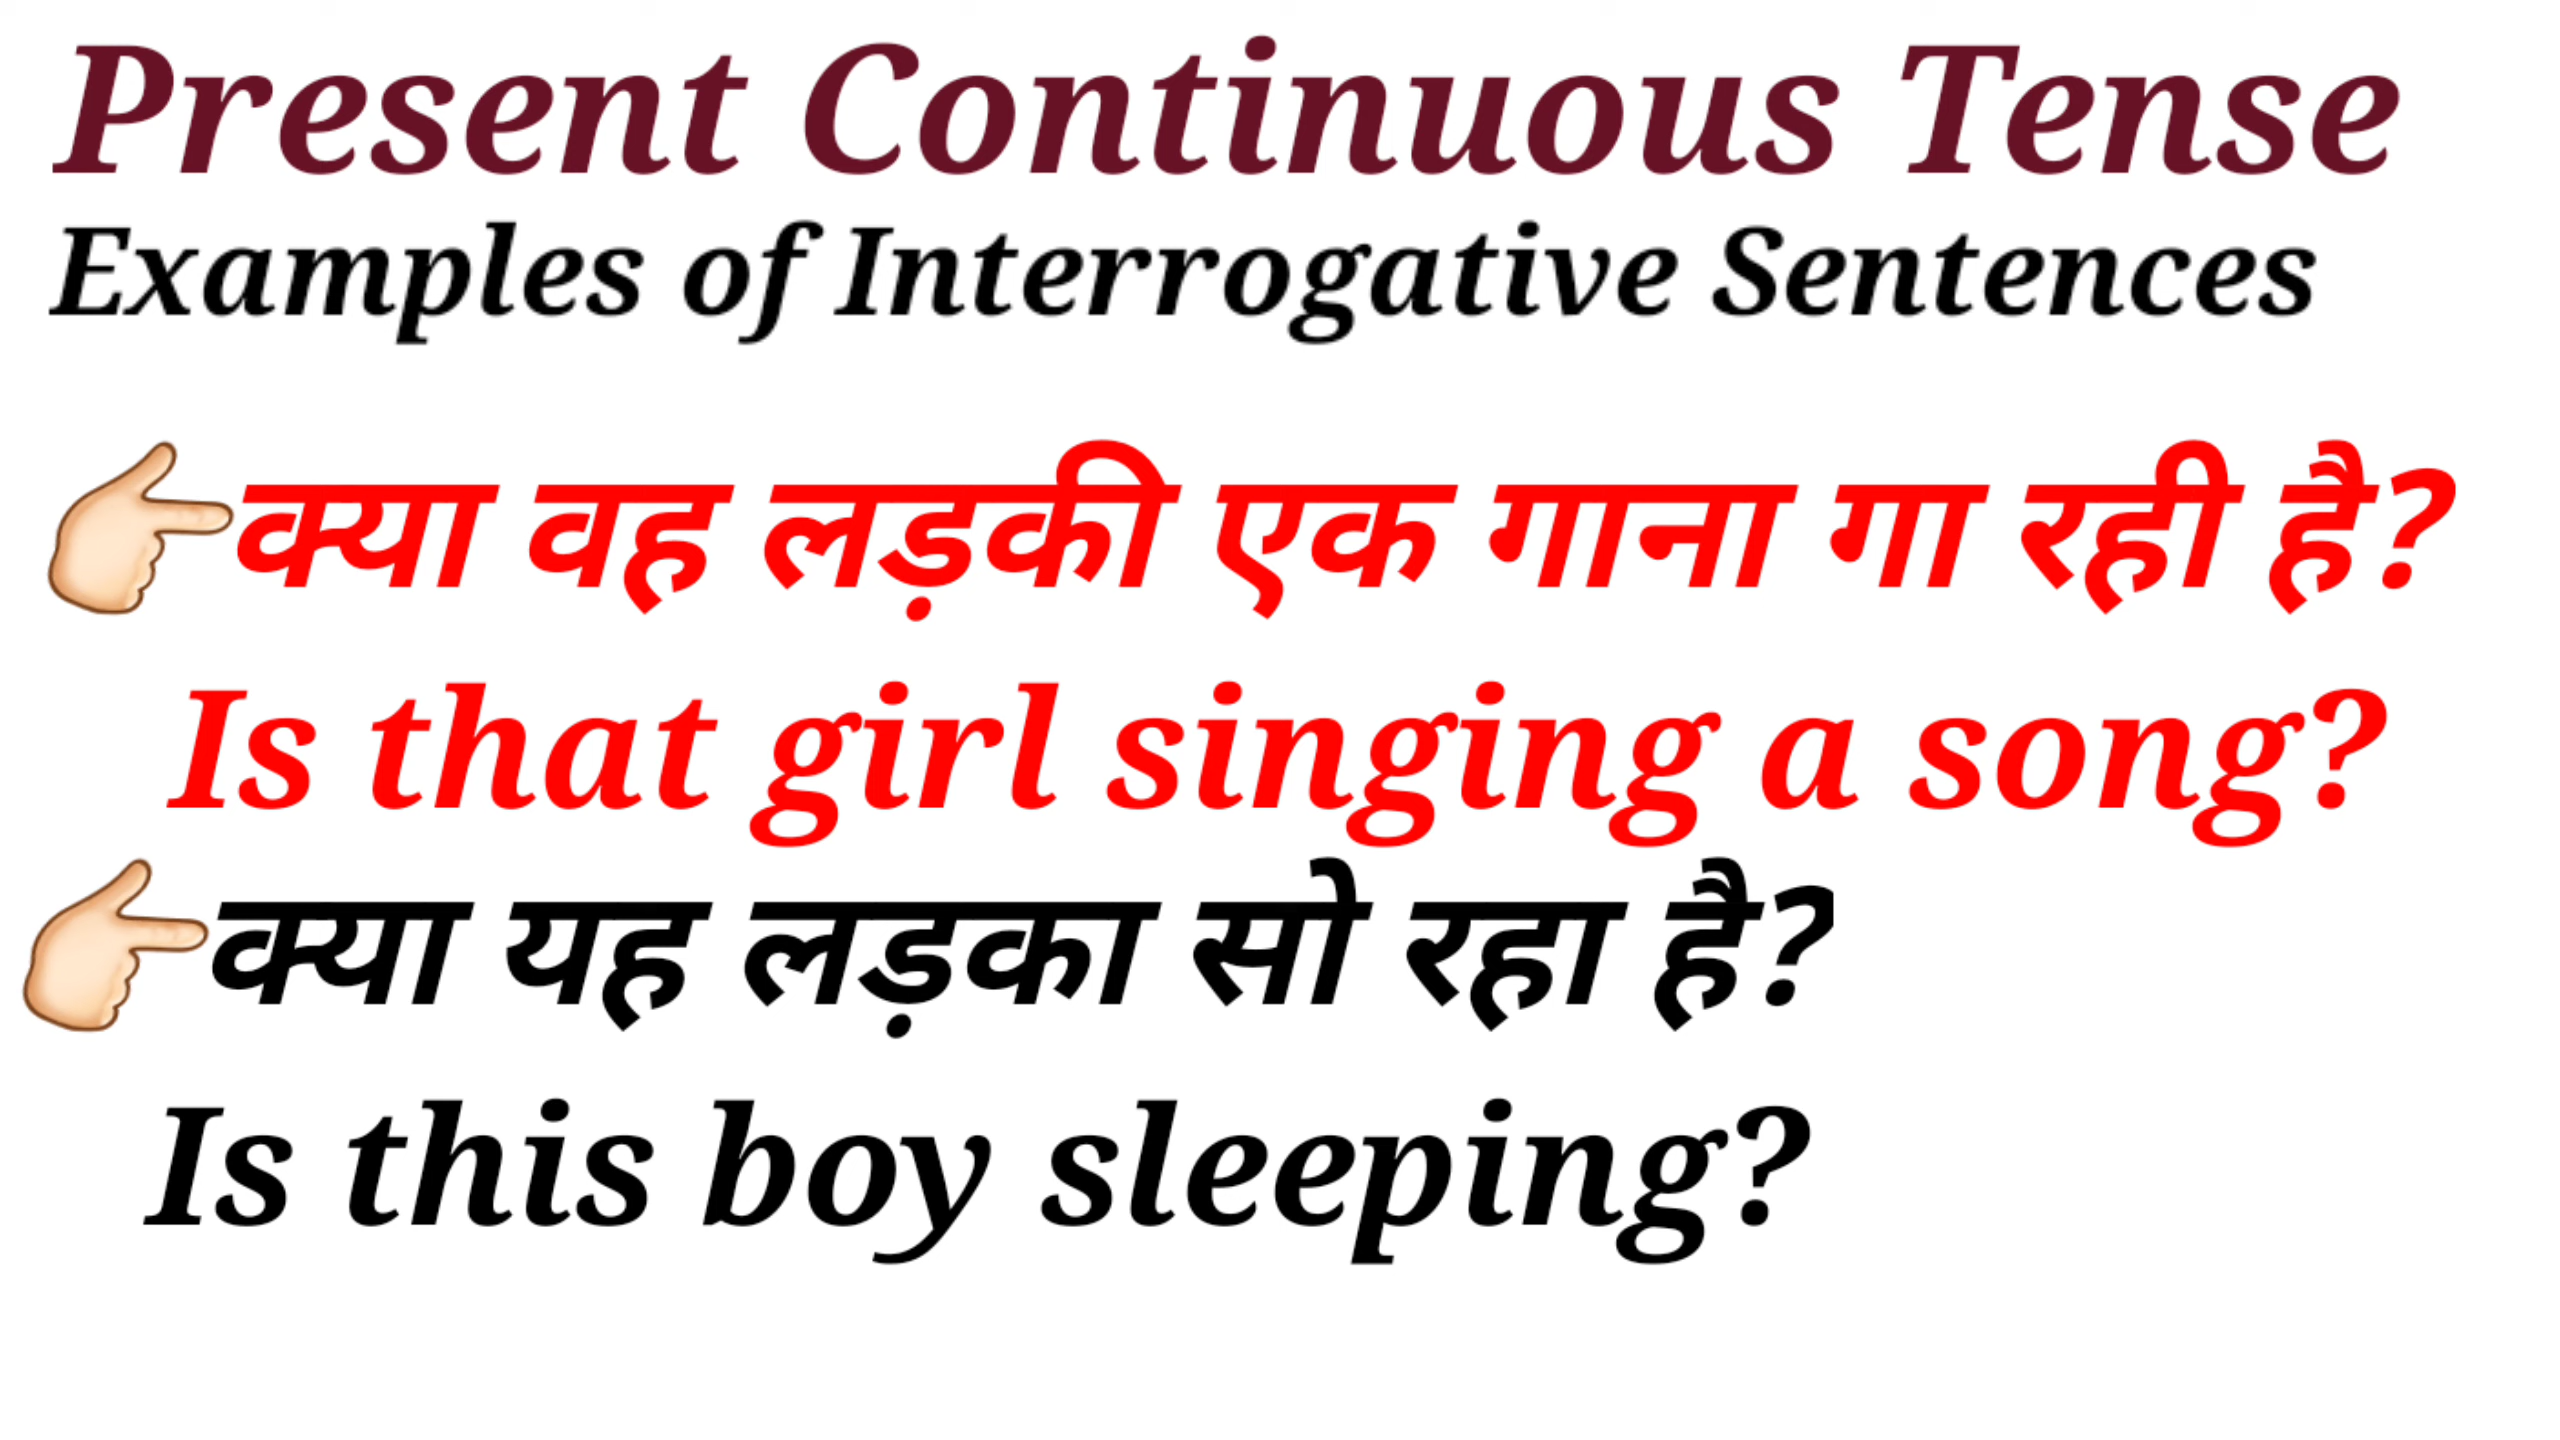 Present Continuous Tense
Examples of Interrogative Sentences
👉क्या वह लड़की एक गाना गा रही है?
Is that girl singing a song?
👉क्या यह लड़का सो रहा है?
Is this boy sleeping?